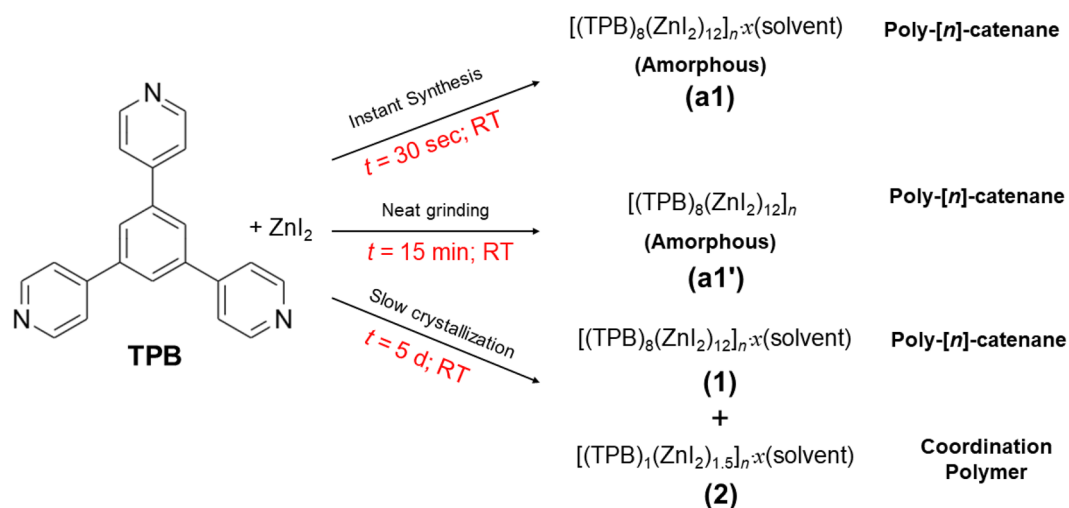 [(TPB)₈(ZnI₂)₁₂]ₙ·x(solvent) Poly-[n]-catenane
(Amorphous)
(a1)
Instant Synthesis
t = 30 sec; RT
N
N
N
TPB
+ ZnI₂
Neat grinding
t = 15 min; RT
[(TPB)₈(ZnI₂)₁₂]ₙ Poly-[n]-catenane
(Amorphous)
(a1')
Slow crystallization
t = 5 d; RT
[(TPB)₈(ZnI₂)₁₂]ₙ·x(solvent) Poly-[n]-catenane
(1)
+
[(TPB)₁(ZnI₂)₁.₅]ₙ·x(solvent) Coordination
Polymer
(2)